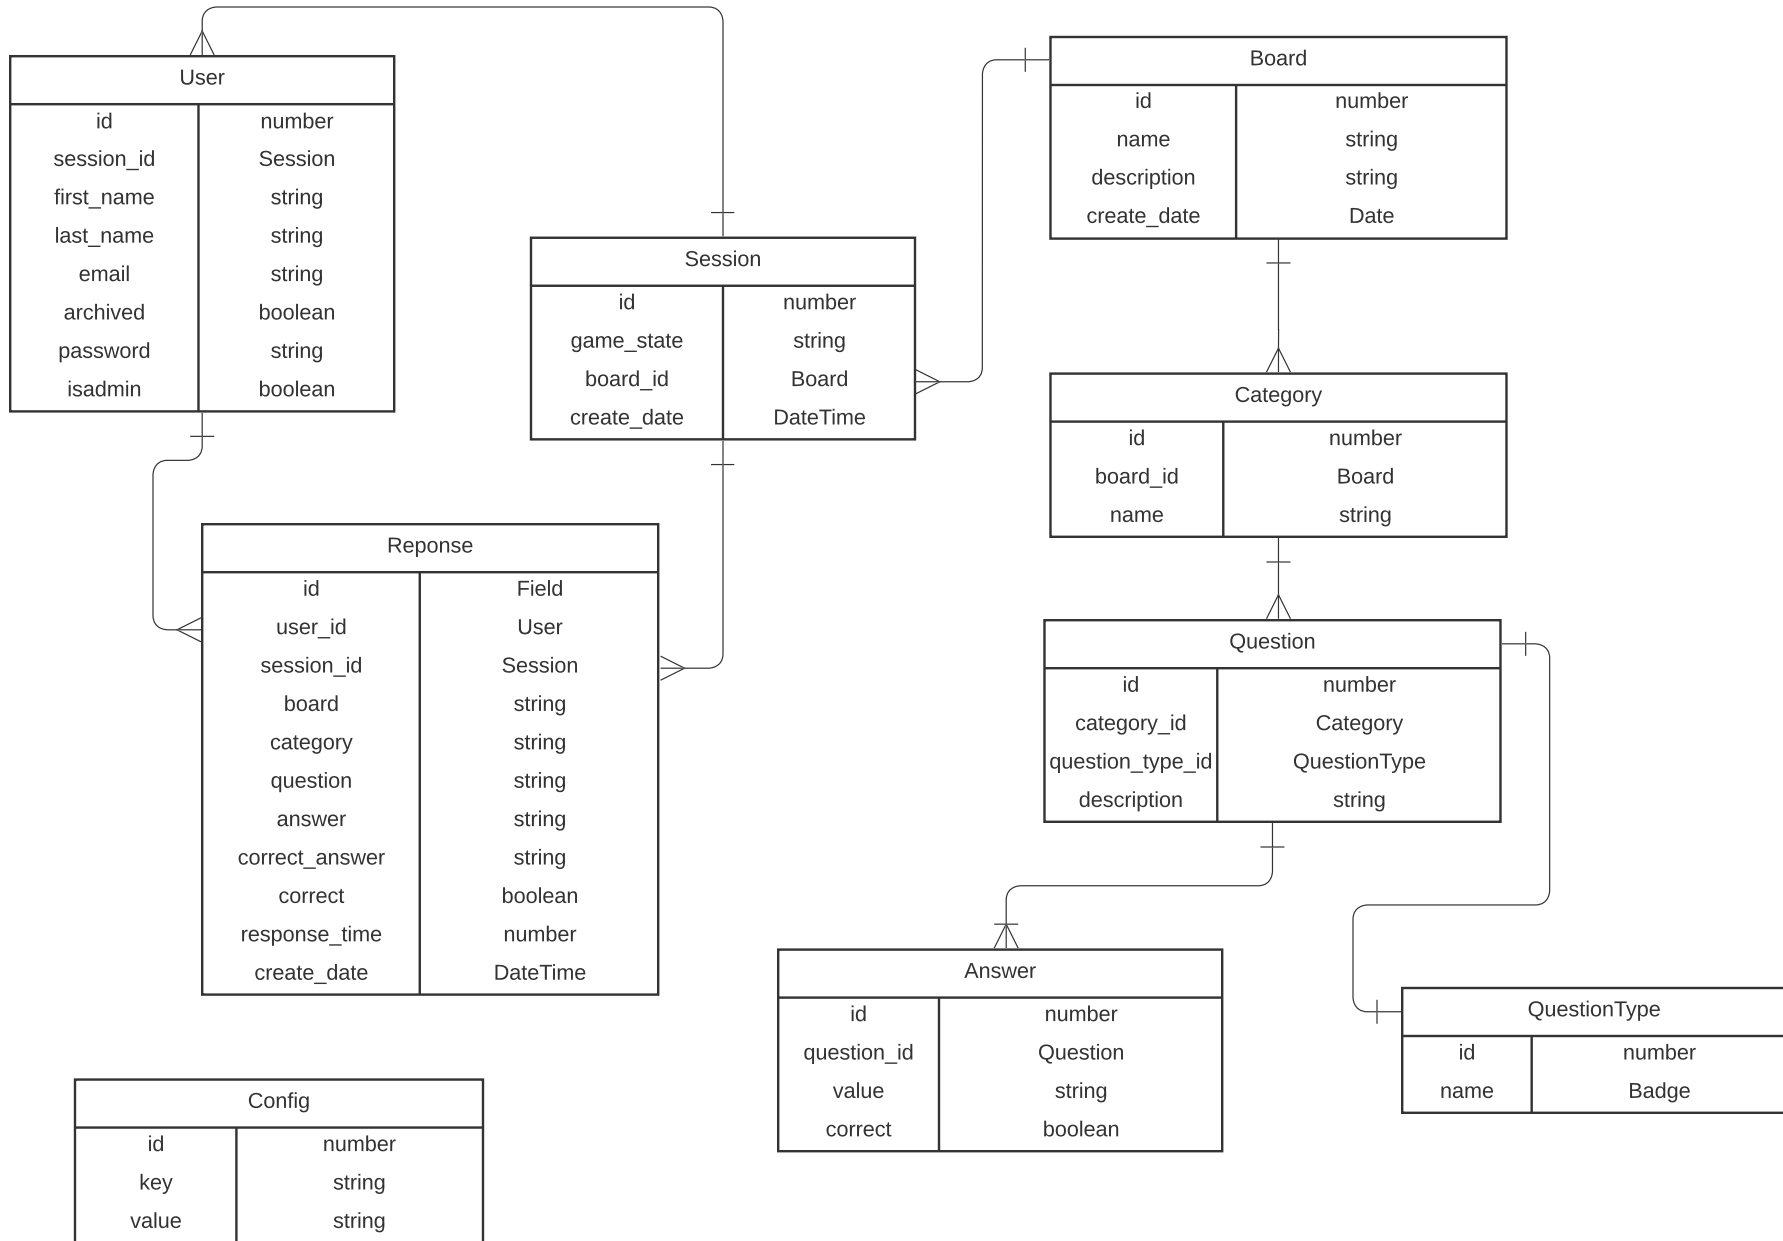 User
id number
session_id Session
first_name string
last_name string
email string
archived boolean
password string
isadmin boolean
Session
id number
game_state string
board_id Board
create_date DateTime
Board
id number
name string
description string
create_date Date
Category
id number
board_id Board
name string
Reponse
id Field
user_id User
session_id Session
board string
category string
question string
answer string
correct_answer string
correct boolean
response_time number
create_date DateTime
Question
id number
category_id Category
question_type_id QuestionType
description string
Answer
id number
question_id Question
value string
correct boolean
QuestionType
id number
name Badge
Config
id number
key string
value string